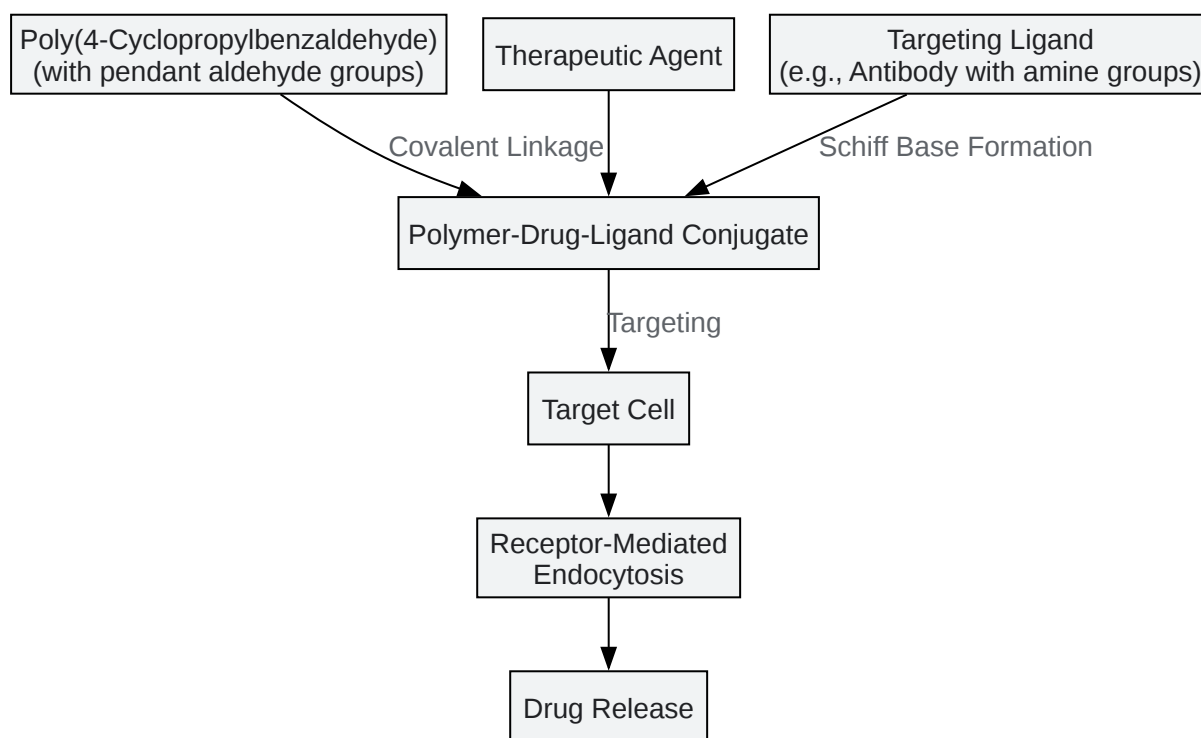 Poly(4-Cyclopropylbenzaldehyde)
(with pendant aldehyde groups)
Therapeutic Agent
Targeting Ligand
(e.g., Antibody with amine groups)
Covalent Linkage
Schiff Base Formation
Polymer-Drug-Ligand Conjugate
Targeting
Target Cell
Receptor-Mediated
Endocytosis
Drug Release